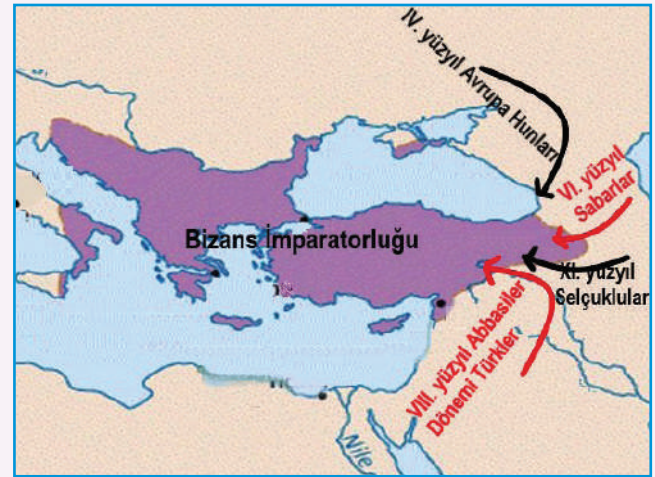 IV. yüzyıl Avrupa Hunları
VI. yüzyıl
Sabarlar
Bizans İmparatorluğu
XI. yüzyıl
Selçuklular
VIII. yüzyıl Abbasiler
Dönemi Türkler
Nile